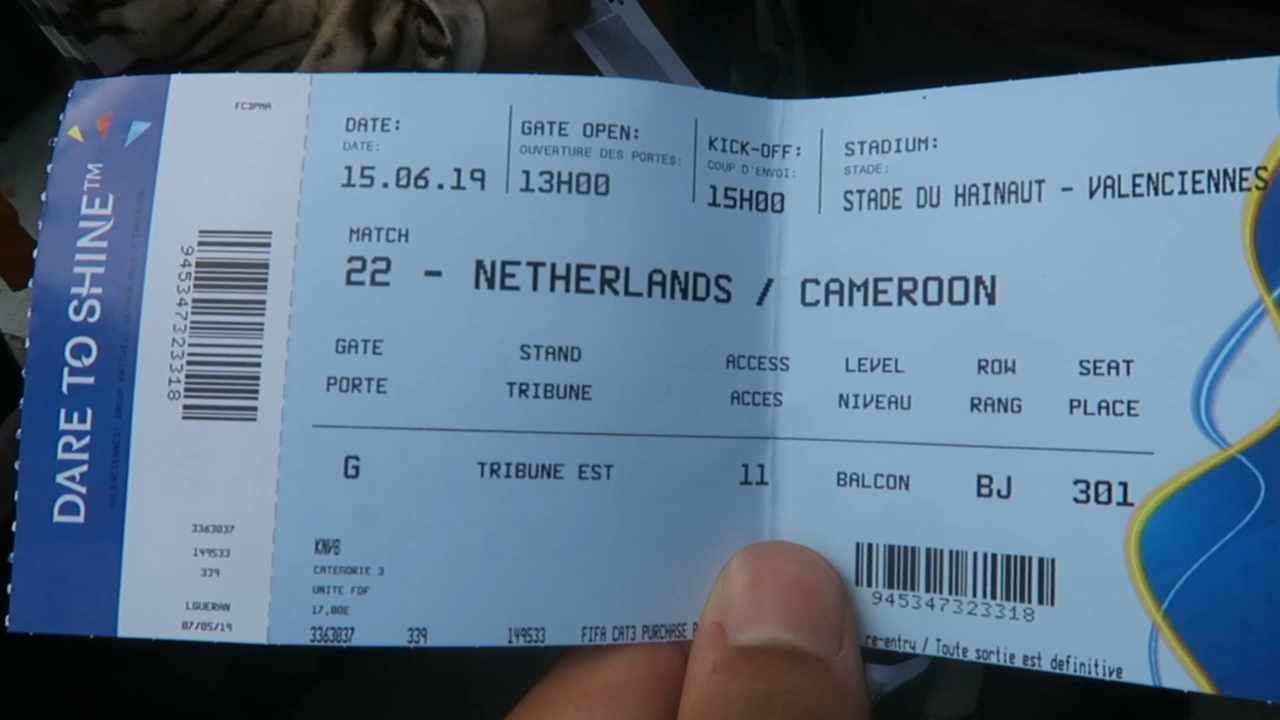 DARE TO SHINE™
FC3PMA
945347323318
3363037
149533
339
LGUERAN
07/05/19
DATE:
DATE:
15.06.19
GATE OPEN:
OUVERTURE DES PORTES:
13H00
KICK-OFF:
COUP D'ENVOI:
15H00
STADIUM:
STADE:
STADE DU HAINAUT - VALENCIENNES
MATCH
22 - NETHERLANDS / CAMEROON
GATE STAND ACCESS LEVEL ROW SEAT
PORTE TRIBUNE ACCES NIVEAU RANG PLACE
G TRIBUNE EST 11 BALCON BJ 301
KNVB
CATEGORIE 3
UNITE FDF
17,00E
3363037 339 149533 FIFA CAT3 PURCHASE
945347323318
re-entry / Toute sortie est definitive